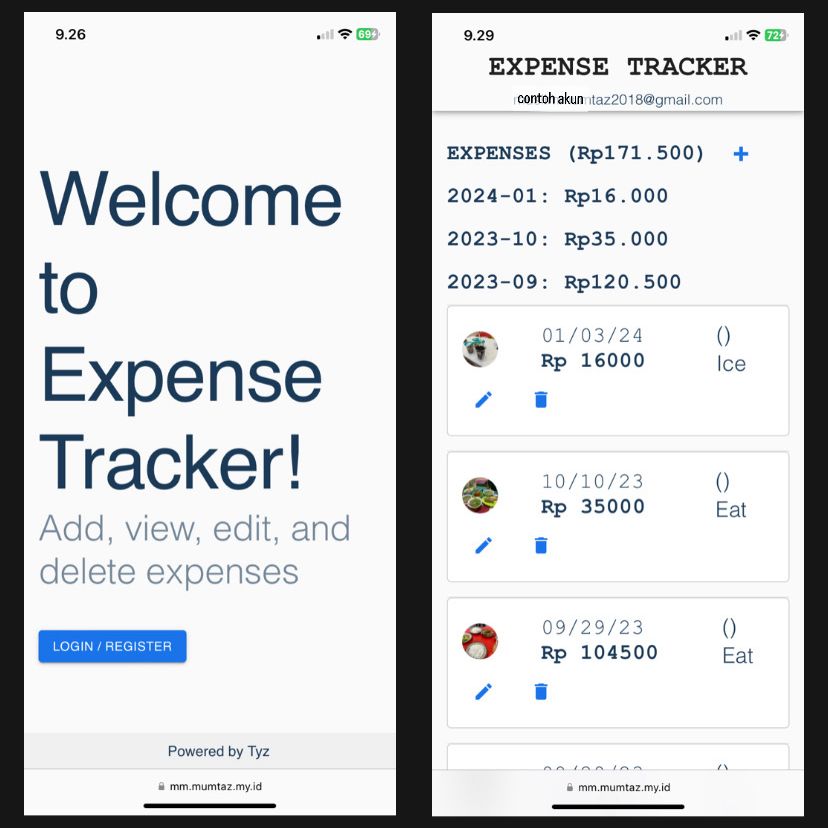 9.26
69
Welcome
to
Expense
Tracker!
Add, view, edit, and
delete expenses
LOGIN / REGISTER
Powered by Tyz
mm.mumtaz.my.id
9.29
72
EXPENSE TRACKER
contoh akun taz2018@gmail.com
EXPENSES (Rp171.500) +
2024-01: Rp16.000
2023-10: Rp35.000
2023-09: Rp120.500
01/03/24 ()
Rp 16000 Ice
10/10/23 ()
Rp 35000 Eat
09/29/23 ()
Rp 104500 Eat
mm.mumtaz.my.id